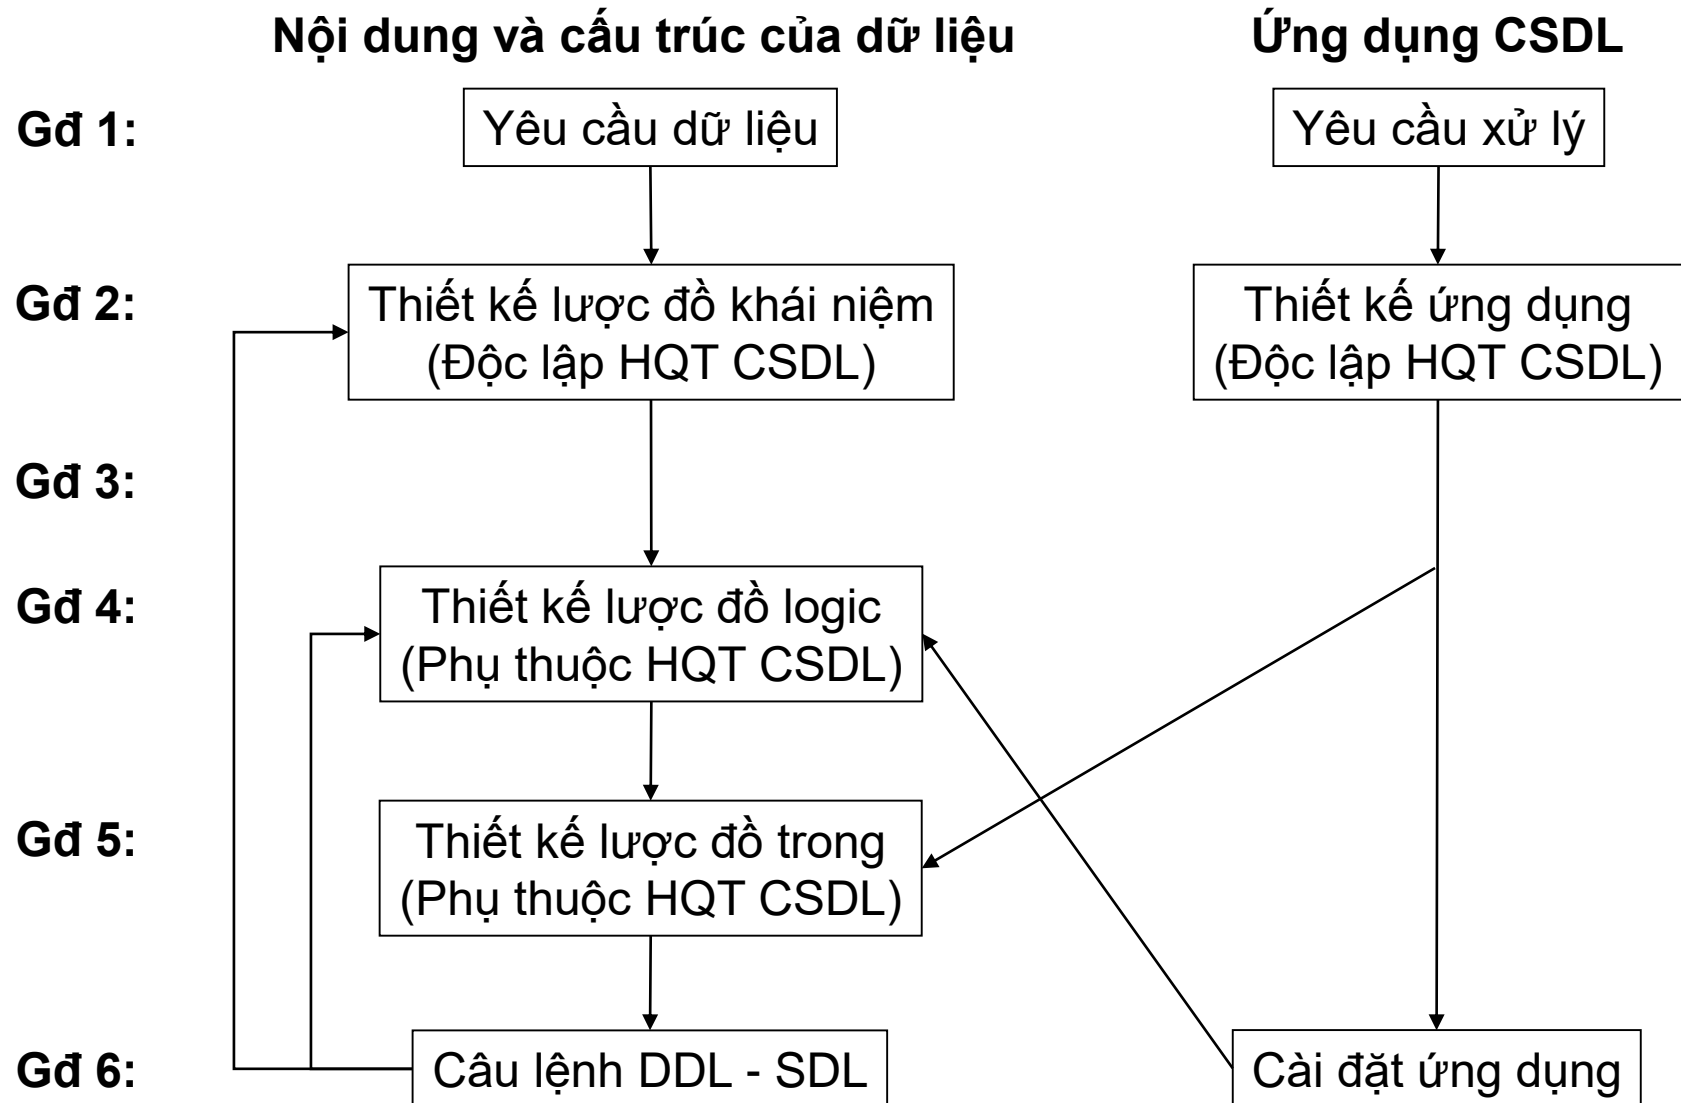 Nội dung và cấu trúc của dữ liệu
Ứng dụng CSDL
Gđ 1:
Yêu cầu dữ liệu
Yêu cầu xử lý
Gđ 2:
Thiết kế lược đồ khái niệm
(Độc lập HQT CSDL)
Thiết kế ứng dụng
(Độc lập HQT CSDL)
Gđ 3:
Gđ 4:
Thiết kế lược đồ logic
(Phụ thuộc HQT CSDL)
Gđ 5:
Thiết kế lược đồ trong
(Phụ thuộc HQT CSDL)
Gđ 6:
Câu lệnh DDL - SDL
Cài đặt ứng dụng